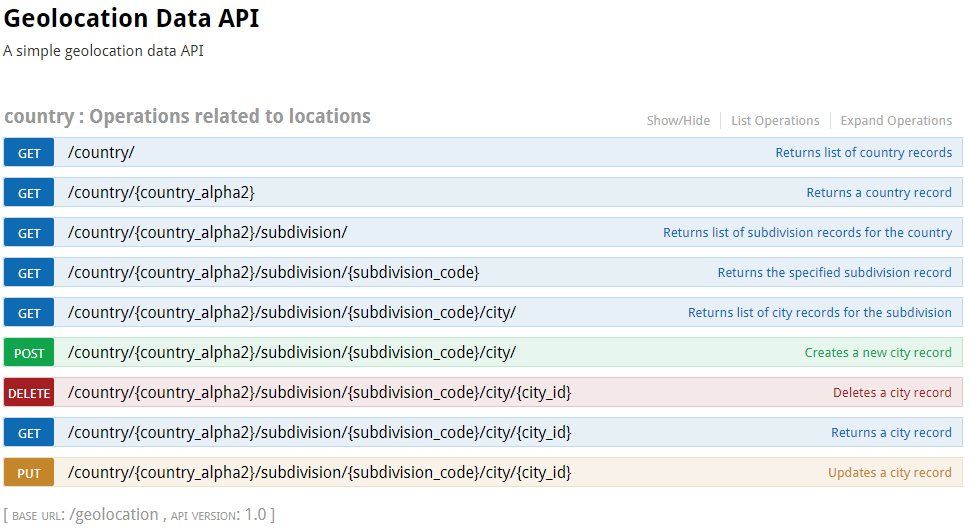 Geolocation Data API
A simple geolocation data API
country : Operations related to locations Show/Hide List Operations Expand Operations
GET /country/ Returns list of country records
GET /country/{country_alpha2} Returns a country record
GET /country/{country_alpha2}/subdivision/ Returns list of subdivision records for the country
GET /country/{country_alpha2}/subdivision/{subdivision_code} Returns the specified subdivision record
GET /country/{country_alpha2}/subdivision/{subdivision_code}/city/ Returns list of city records for the subdivision
POST /country/{country_alpha2}/subdivision/{subdivision_code}/city/ Creates a new city record
DELETE /country/{country_alpha2}/subdivision/{subdivision_code}/city/{city_id} Deletes a city record
GET /country/{country_alpha2}/subdivision/{subdivision_code}/city/{city_id} Returns a city record
PUT /country/{country_alpha2}/subdivision/{subdivision_code}/city/{city_id} Updates a city record
[ BASE URL: /geolocation , API VERSION: 1.0 ]